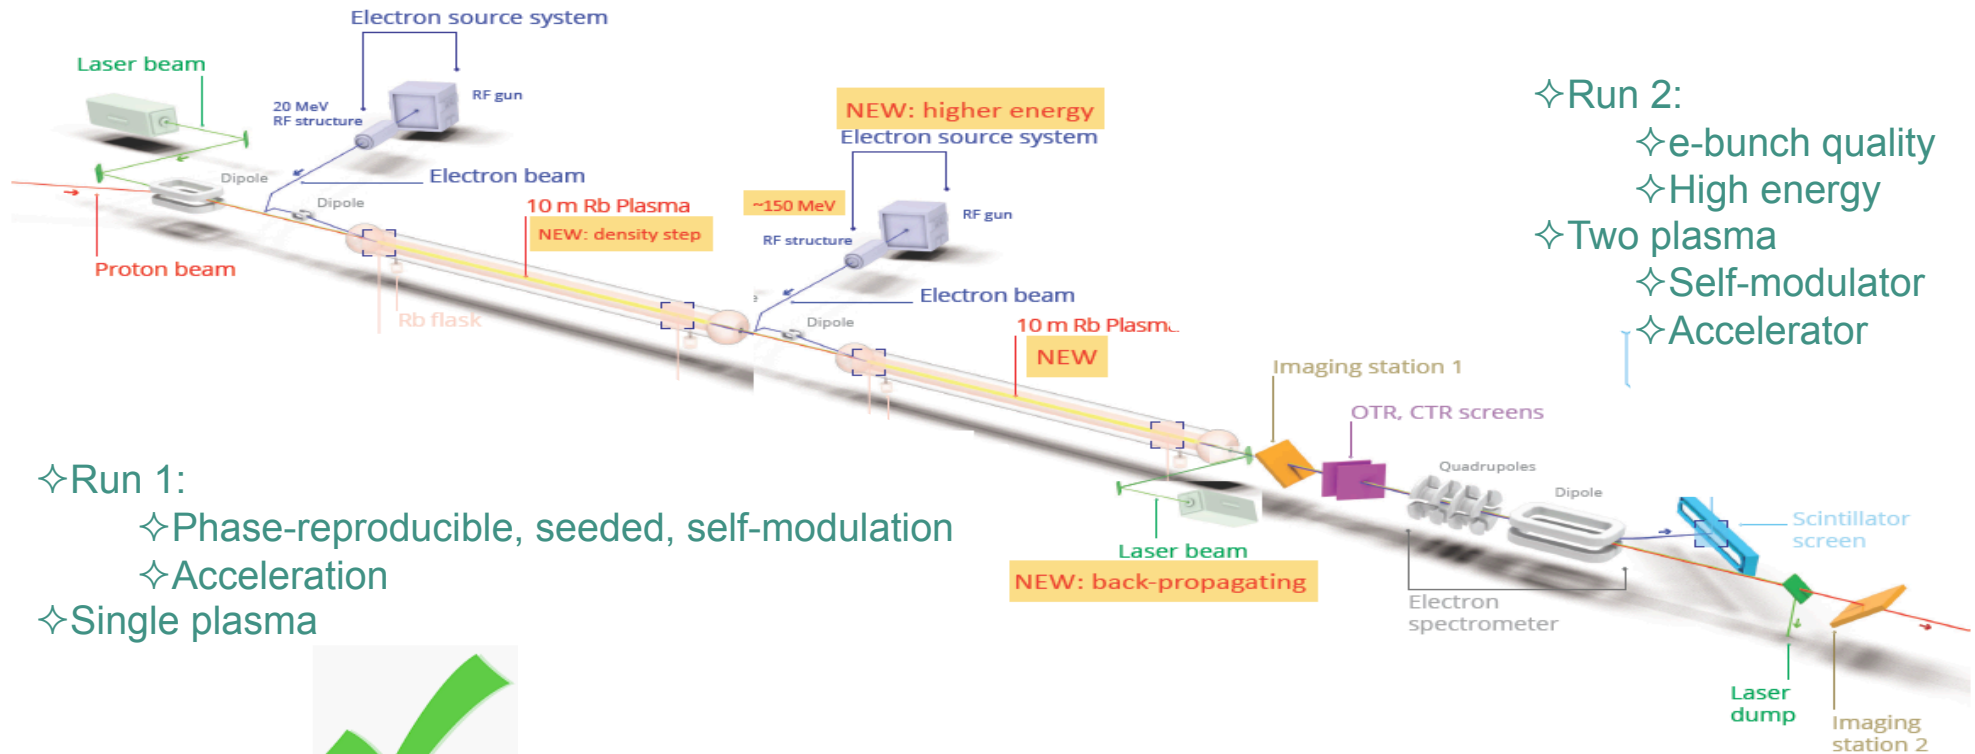 Electron source system
Laser beam
RF gun
20 MeV
RF structure
NEW: higher energy
Electron source system
✧Run 2:
✧e-bunch quality
✧High energy
✧Two plasma
✧Self-modulator
✧Accelerator
Dipole
Electron beam
Dipole
10 m Rb Plasma
NEW: density step
~150 MeV
RF gun
RF structure
Proton beam
Electron beam
Rb flask
Dipole
10 m Rb Plasm
NEW
Imaging station 1
OTR, CTR screens
Quadrupoles
Dipole
Scintillator
screen
✧Run 1:
✧Phase-reproducible, seeded, self-modulation
✧Acceleration
✧Single plasma
Laser beam
NEW: back-propagating
Electron
spectrometer
Laser
dump
Imaging
station 2